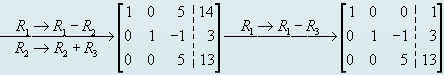 R₁ → R₁ − R₂
R₂ → R₂ + R₃
1 0 5 14
0 1 −1 3
0 0 5 13
R₁ → R₁ − R₃
1 0 0 1
0 1 −1 3
0 0 5 13